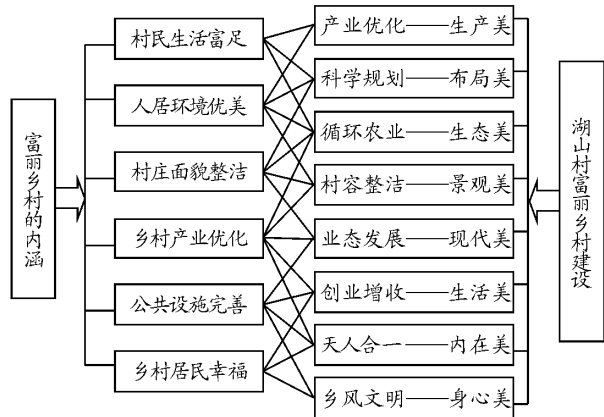 富丽乡村的内涵
村民生活富足
人居环境优美
村庄面貌整洁
乡村产业优化
公共设施完善
乡村居民幸福
产业优化——生产美
科学规划——布局美
循环农业——生态美
村容整洁——景观美
业态发展——现代美
创业增收——生活美
天人合一——内在美
乡风文明——身心美
湖山村富丽乡村建设